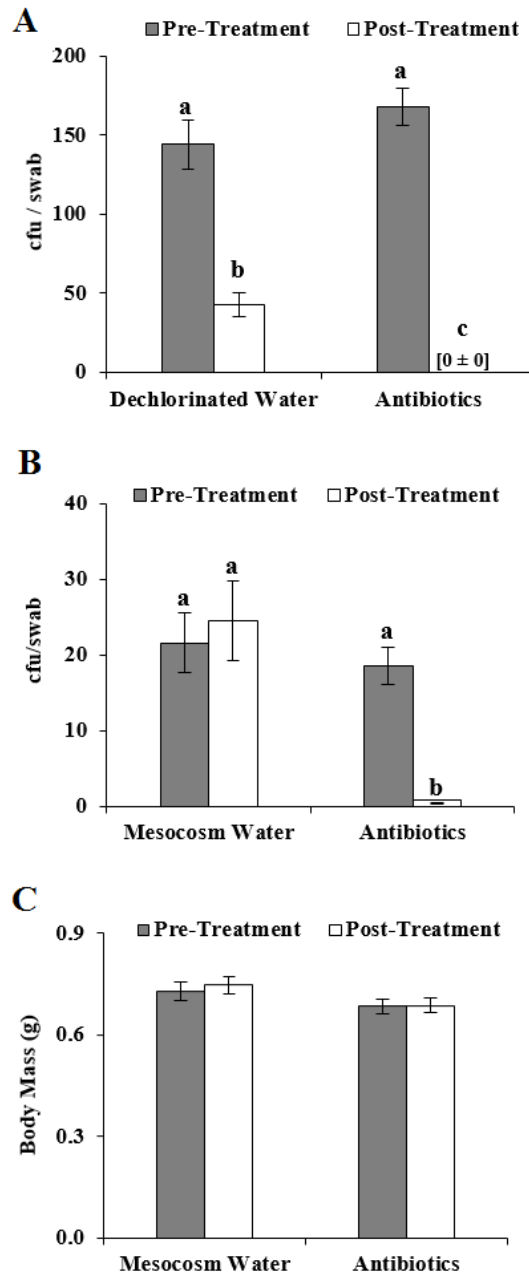 A
Pre-Treatment Post-Treatment
200
150
100
50
0
cfu / swab
a
b
a
c
[0 ± 0]
Dechlorinated Water Antibiotics
B
Pre-Treatment Post-Treatment
40
30
20
10
0
cfu/swab
a
a
a
b
Mesocosm Water Antibiotics
C
Pre-Treatment Post-Treatment
0.9
0.6
0.3
0.0
Body Mass (g)
Mesocosm Water Antibiotics